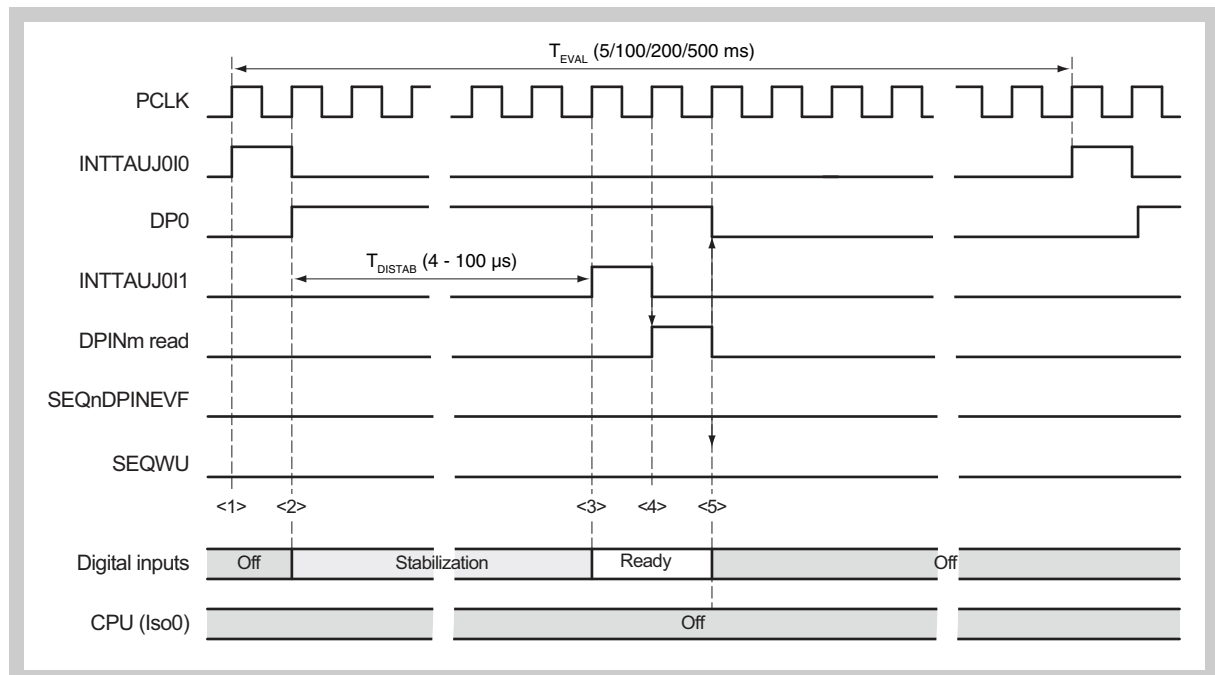 T_EVAL (5/100/200/500 ms)
PCLK
INTTAUJ0I0
DP0
T_DISTAB (4 - 100 µs)
INTTAUJ0I1
DPINm read
SEQnDPINEVF
SEQWU
<1> <2> <3> <4> <5>
Digital inputs Off Stabilization Ready Off
CPU (Iso0) Off